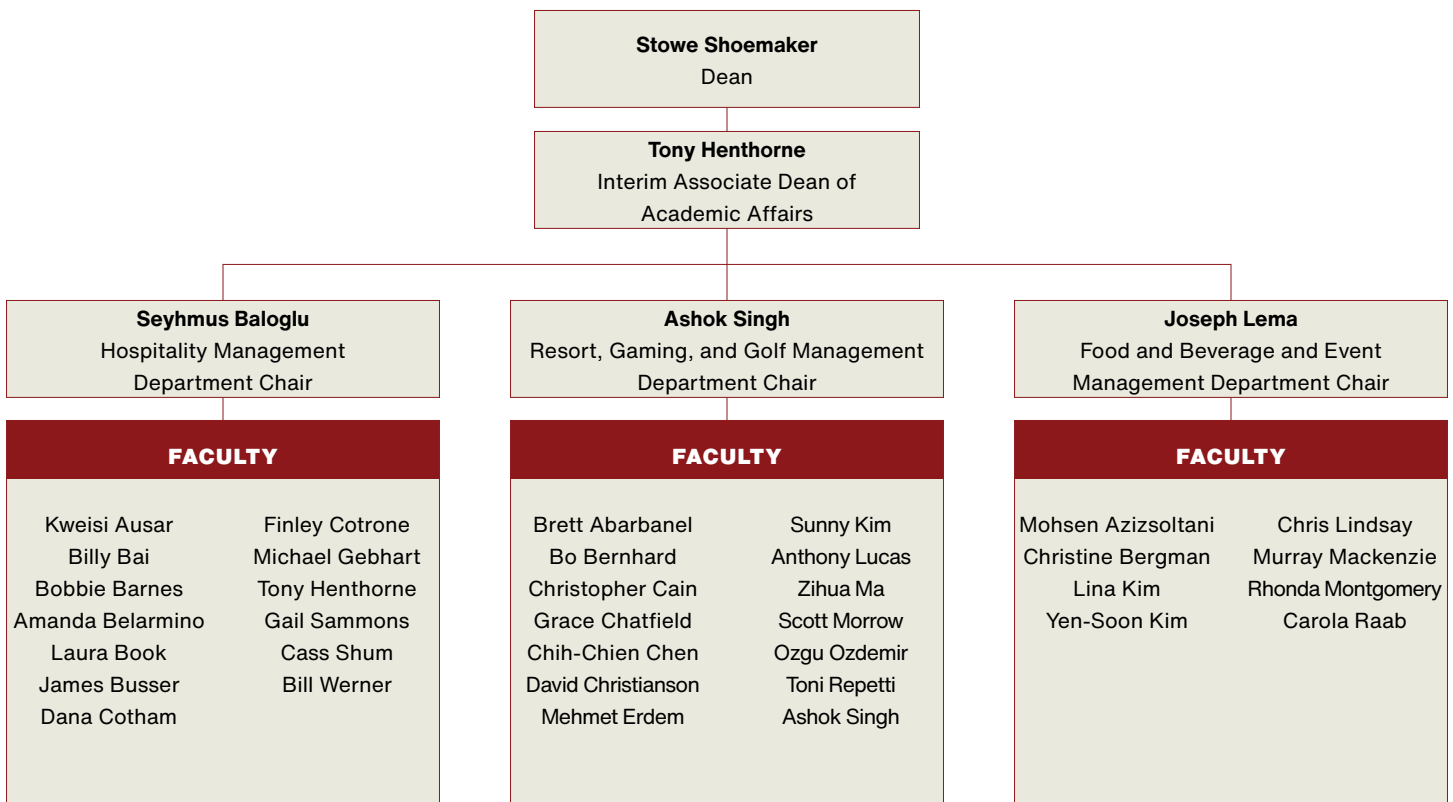 Stowe Shoemaker
Dean
Tony Henthorne
Interim Associate Dean of
Academic Affairs
Seyhmus Baloglu
Hospitality Management
Department Chair
Ashok Singh
Resort, Gaming, and Golf Management
Department Chair
Joseph Lema
Food and Beverage and Event
Management Department Chair
FACULTY
Kweisi Ausar
Billy Bai
Bobbie Barnes
Amanda Belarmino
Laura Book
James Busser
Dana Cotham
Finley Cotrone
Michael Gebhart
Tony Henthorne
Gail Sammons
Cass Shum
Bill Werner
FACULTY
Brett Abarbanel
Bo Bernhard
Christopher Cain
Grace Chatfield
Chih-Chien Chen
David Christianson
Mehmet Erdem
Sunny Kim
Anthony Lucas
Zihua Ma
Scott Morrow
Ozgu Ozdemir
Toni Repetti
Ashok Singh
FACULTY
Mohsen Azizsoltani
Christine Bergman
Lina Kim
Yen-Soon Kim
Chris Lindsay
Murray Mackenzie
Rhonda Montgomery
Carola Raab